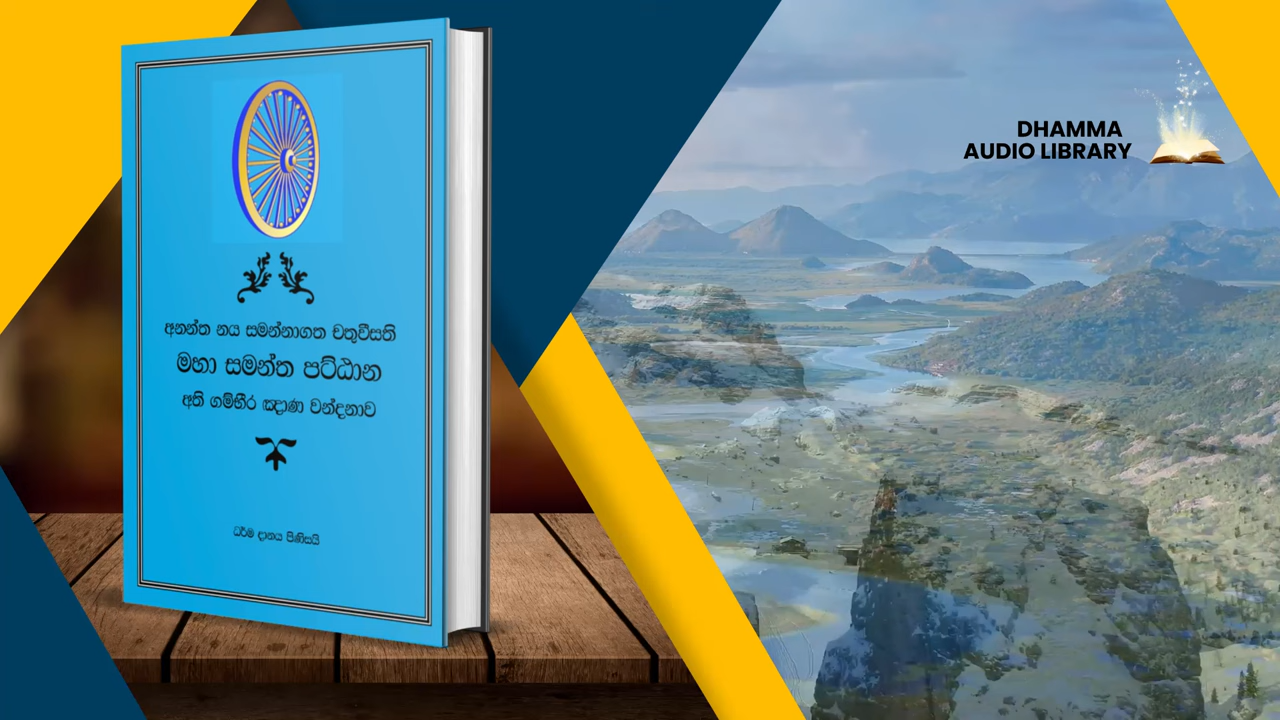 අනන්ත නය සමන්නාගත චතුවීසති
මහා සමන්ත පට්ඨාන
අති ගම්භීර ඤාණ වන්දනාව
ධර්ම දානය පිණිසයි
DHAMMA
AUDIO LIBRARY